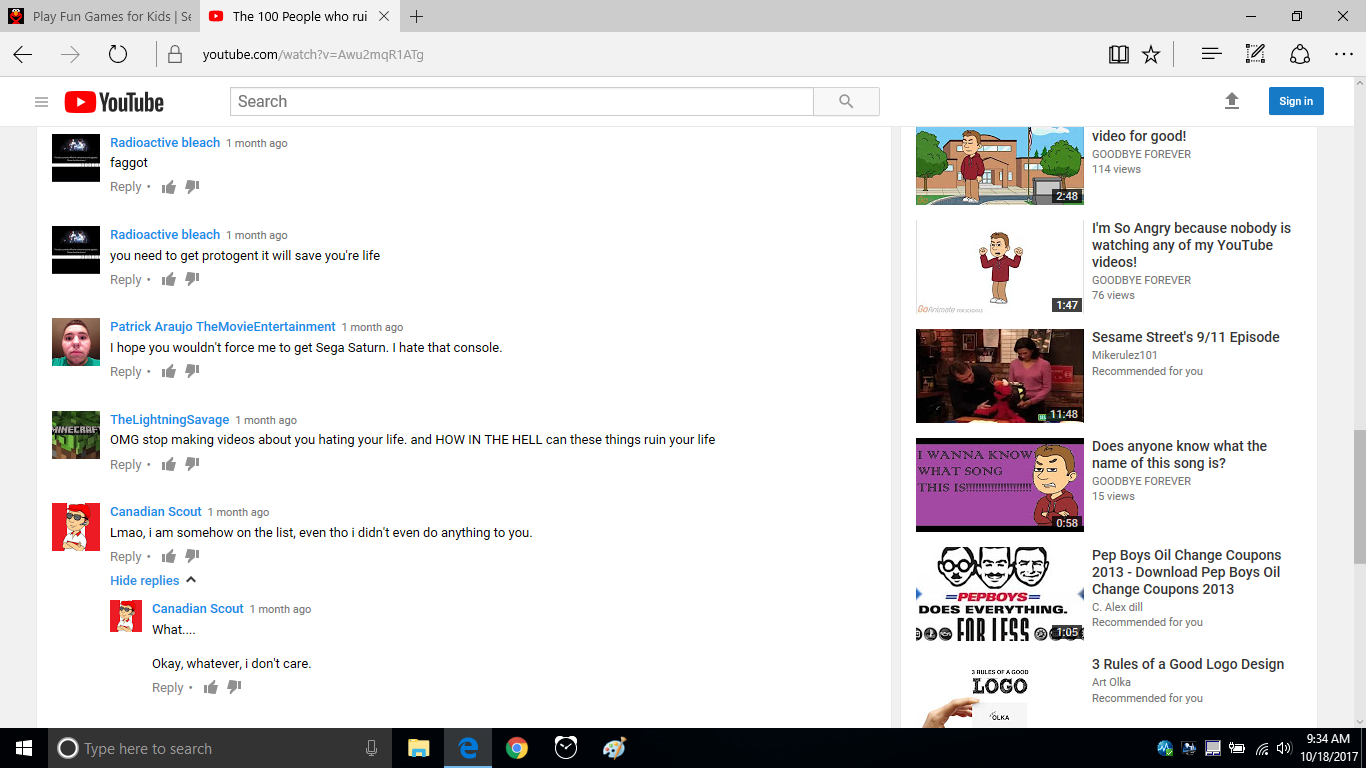 Play Fun Games for Kids | Se
The 100 People who rui
youtube.com/watch?v=Awu2mqR1ATg
YouTube
Search
Sign in
Radioactive bleach 1 month ago
faggot
Reply •
Radioactive bleach 1 month ago
you need to get protogent it will save you're life
Reply •
Patrick Araujo TheMovieEntertainment 1 month ago
I hope you wouldn't force me to get Sega Saturn. I hate that console.
Reply •
MINECRAFT
TheLightningSavage 1 month ago
OMG stop making videos about you hating your life. and HOW IN THE HELL can these things ruin your life
Reply •
Canadian Scout 1 month ago
Lmao, i am somehow on the list, even tho i didn't even do anything to you.
Reply •
Hide replies
Canadian Scout 1 month ago
What....
Okay, whatever, i don't care.
Reply •
video for good!
GOODBYE FOREVER
114 views
2:48
I'm So Angry because nobody is
watching any of my YouTube
videos!
GOODBYE FOREVER
76 views
GoAnimate FOR SCHOOLS
1:47
Sesame Street's 9/11 Episode
Mikerulez101
Recommended for you
11:48
I WANNA KNOW
WHAT SONG
THIS IS!!!!!!!!!!!!!!!!!!!!!
0:58
Does anyone know what the
name of this song is?
GOODBYE FOREVER
15 views
PEPBOYS
DOES EVERYTHING.
FOR LESS
1:05
Pep Boys Oil Change Coupons
2013 - Download Pep Boys Oil
Change Coupons 2013
C. Alex dill
Recommended for you
3 RULES OF A GOOD
LOGO
OLKA
3 Rules of a Good Logo Design
Art Olka
Recommended for you
Type here to search
9:34 AM
10/18/2017